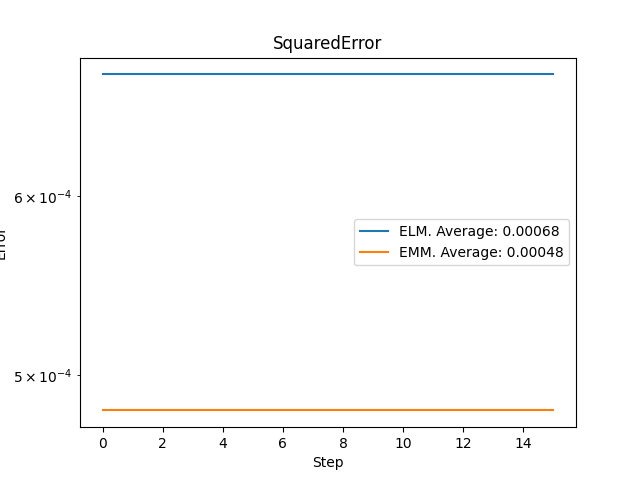 SquaredError
6 × 10⁻⁴
Error
ELM. Average: 0.00068
EMM. Average: 0.00048
5 × 10⁻⁴
0 2 4 6 8 10 12 14
Step